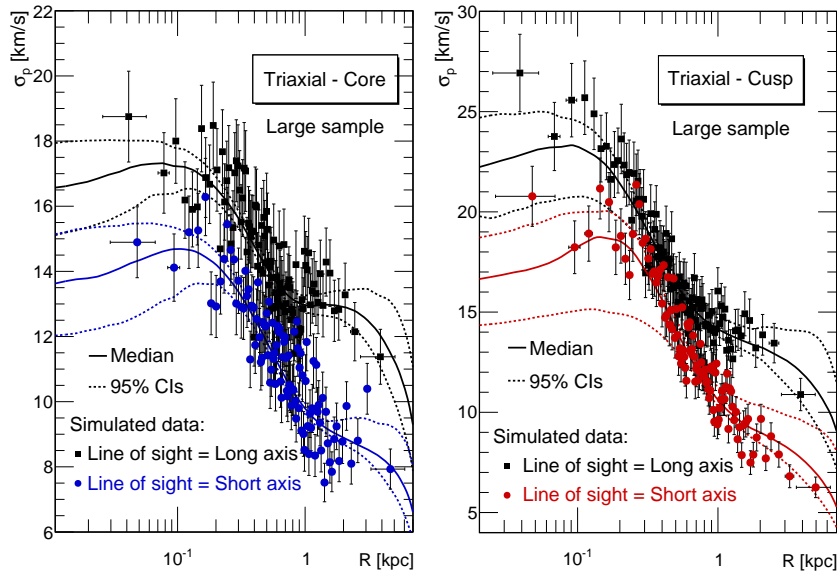 σp [km/s]
22
20
18
16
14
12
10
8
6
Triaxial - Core
Large sample
Median
95% CIs
Simulated data:
Line of sight = Long axis
Line of sight = Short axis
10-1
1
R [kpc]
σp [km/s]
30
25
20
15
10
5
Triaxial - Cusp
Large sample
Median
95% CIs
Simulated data:
Line of sight = Long axis
Line of sight = Short axis
10-1
1
R [kpc]